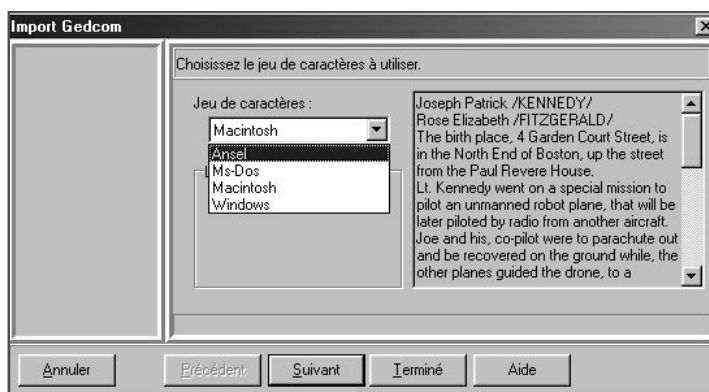 Import Gedcom
Choisissez le jeu de caractères à utiliser.
Jeu de caractères :
Macintosh
Ansel
Ms-Dos
Macintosh
Windows
Joseph Patrick /KENNEDY/
Rose Elizabeth /FITZGERALD/
The birth place, 4 Garden Court Street, is
in the North End of Boston, up the street
from the Paul Revere House.
Lt. Kennedy went on a special mission to
pilot an unmanned robot plane, that will be
later piloted by radio from another aircraft.
Joe and his, co-pilot were to parachute out
and be recovered on the ground while, the
other planes guided the drone, to a
Annuler
Précédent
Suivant
Terminé
Aide